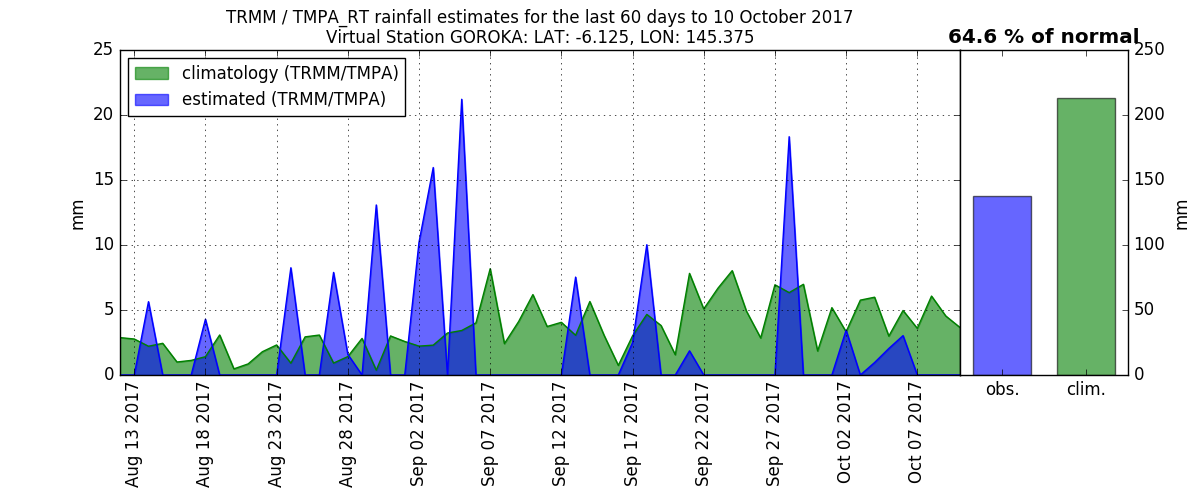 TRMM / TMPA_RT rainfall estimates for the last 60 days to 10 October 2017
Virtual Station GOROKA: LAT: -6.125, LON: 145.375
64.6 % of normal
climatology (TRMM/TMPA)
estimated (TRMM/TMPA)
25
20
15
10
5
0
mm
250
200
150
100
50
0
mm
Aug 13 2017
Aug 18 2017
Aug 23 2017
Aug 28 2017
Sep 02 2017
Sep 07 2017
Sep 12 2017
Sep 17 2017
Sep 22 2017
Sep 27 2017
Oct 02 2017
Oct 07 2017
obs.
clim.